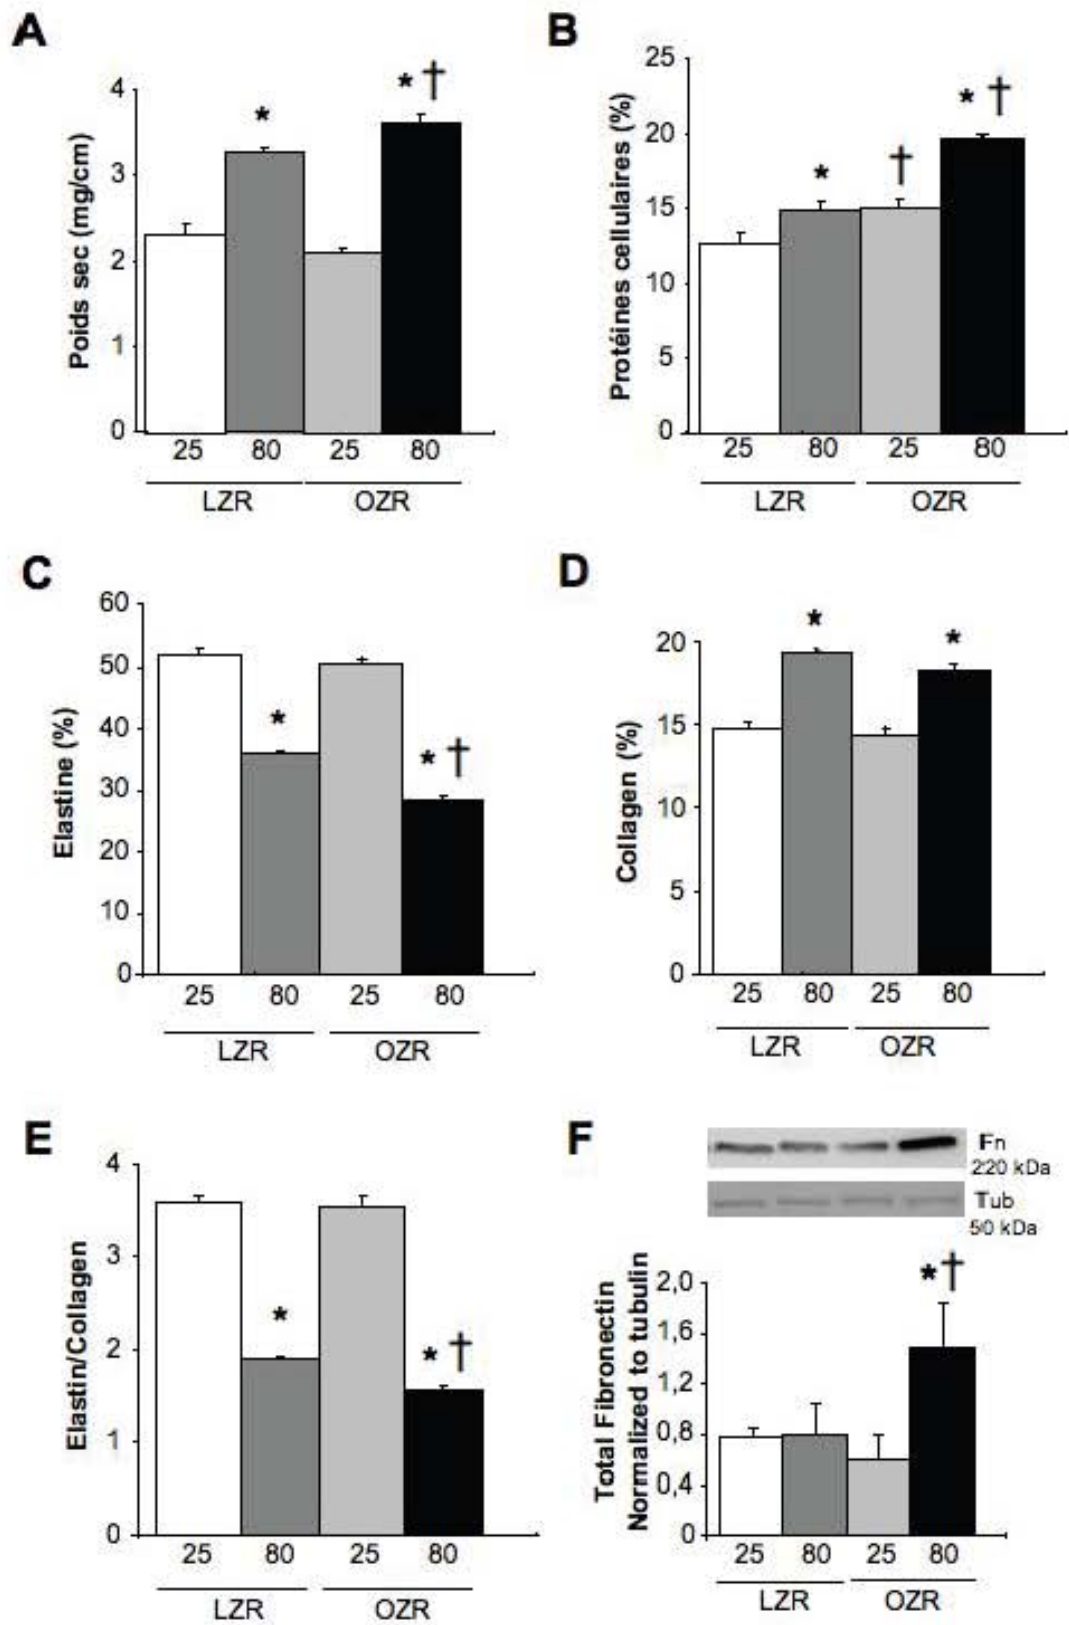 A
Poids sec (mg/cm)
4
3
2
1
0
*
* †
25 80 25 80
LZR OZR
B
Protéines cellulaires (%)
25
20
15
10
5
0
*
†
* †
25 80 25 80
LZR OZR
C
Elastine (%)
60
50
40
30
20
10
0
*
* †
25 80 25 80
LZR OZR
D
Collagen (%)
20
15
10
5
0
*
*
25 80 25 80
LZR OZR
E
Elastin/Collagen
4
3
2
1
0
*
* †
25 80 25 80
LZR OZR
F
Fn
220 kDa
Tub
50 kDa
Total Fibronectin
Normalized to tubulin
2,0
1,6
1,2
0,8
0,4
0
*†
25 80 25 80
LZR OZR